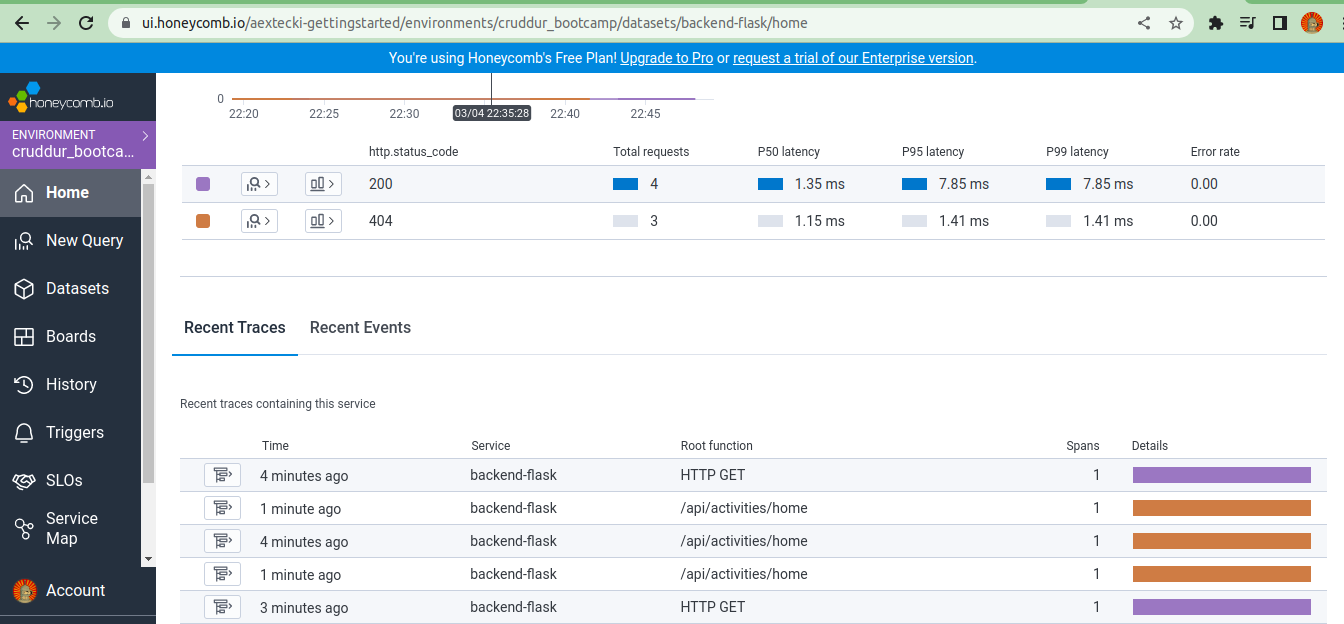 ui.honeycomb.io/aextecki-gettingstarted/environments/cruddur_bootcamp/datasets/backend-flask/home
You're using Honeycomb's Free Plan! Upgrade to Pro or request a trial of our Enterprise version.
honeycomb.io
ENVIRONMENT
cruddur_bootca...
Home
New Query
Datasets
Boards
History
Triggers
SLOs
Service
Map
Account
0
22:20 22:25 22:30 03/04 22:35:28 22:40 22:45
http.status_code Total requests P50 latency P95 latency P99 latency Error rate
200 4 1.35 ms 7.85 ms 7.85 ms 0.00
404 3 1.15 ms 1.41 ms 1.41 ms 0.00
Recent Traces Recent Events
Recent traces containing this service
Time Service Root function Spans Details
4 minutes ago backend-flask HTTP GET 1
1 minute ago backend-flask /api/activities/home 1
4 minutes ago backend-flask /api/activities/home 1
1 minute ago backend-flask /api/activities/home 1
3 minutes ago backend-flask HTTP GET 1